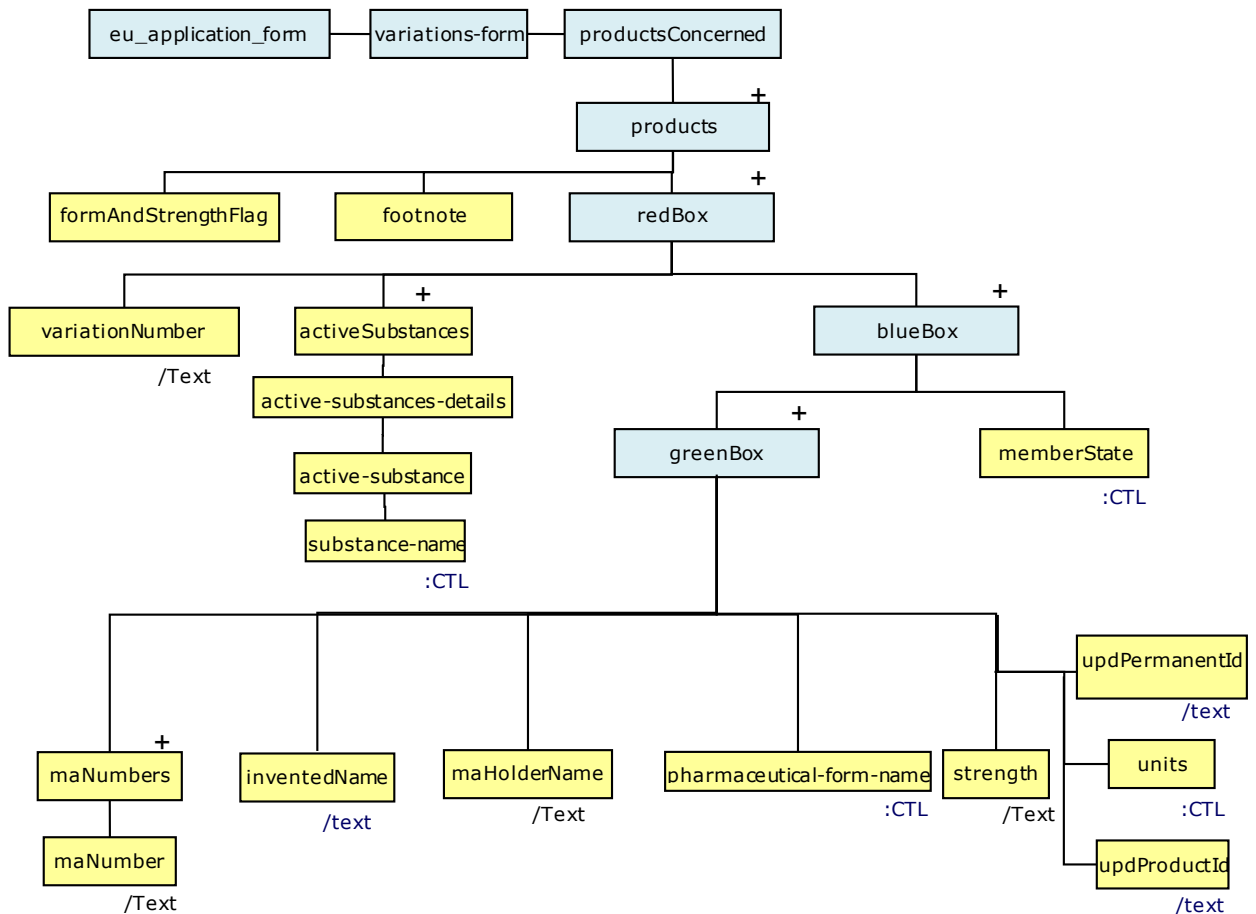 eu_application_form
variations-form
productsConcerned
+
products
+
formAndStrengthFlag
footnote
redBox
+
+
variationNumber
activeSubstances
blueBox
/Text
active-substances-details
+
greenBox
memberState
active-substance
:CTL
substance-name
:CTL
updPermanentId
/text
+
maNumbers
inventedName
maHolderName
pharmaceutical-form-name
strength
units
/text
/Text
:CTL
/Text
:CTL
maNumber
updProductId
/Text
/text